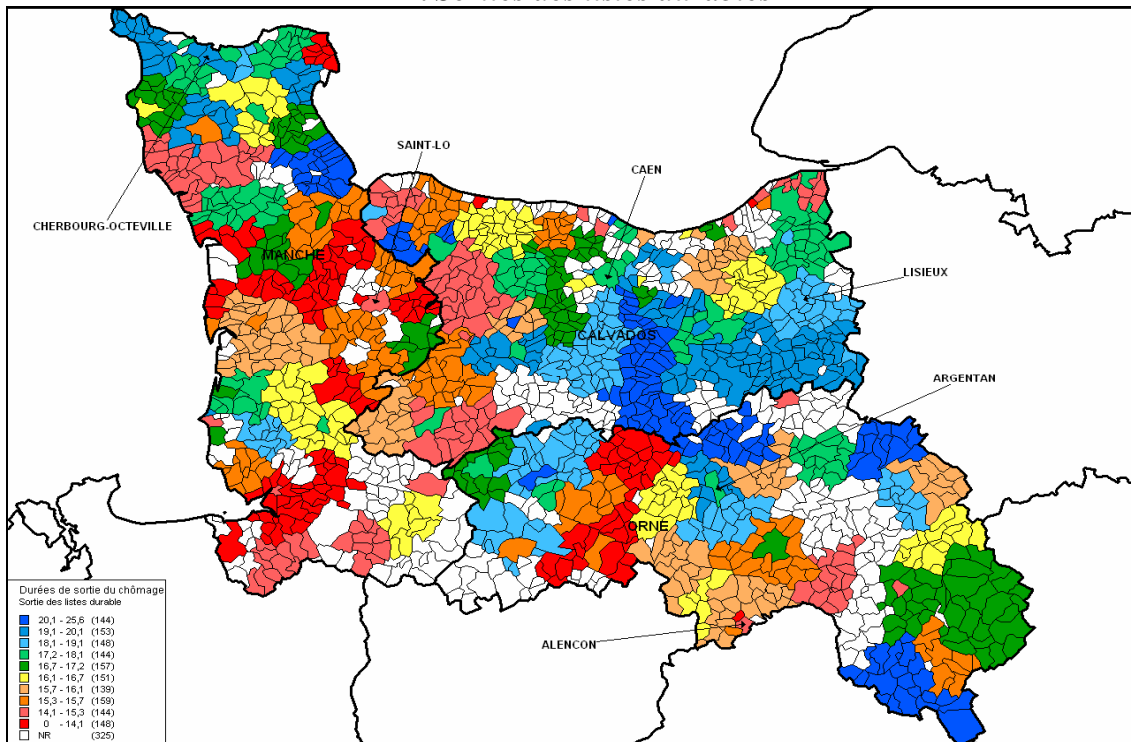 SAINT-LO
CAEN
CHERBOURG-OCTEVILLE
MANCHE
LISIEUX
CALVADOS
ARGENTAN
ORNE
ALENCON
Durées de sortie du chômage
Sortie des listes durable
20,1 - 25,6 (144)
19,1 - 20,1 (153)
18,1 - 19,1 (148)
17,2 - 18,1 (144)
16,7 - 17,2 (157)
16,1 - 16,7 (151)
15,7 - 16,1 (139)
15,3 - 15,7 (159)
14,1 - 15,3 (144)
0 - 14,1 (148)
NR (325)